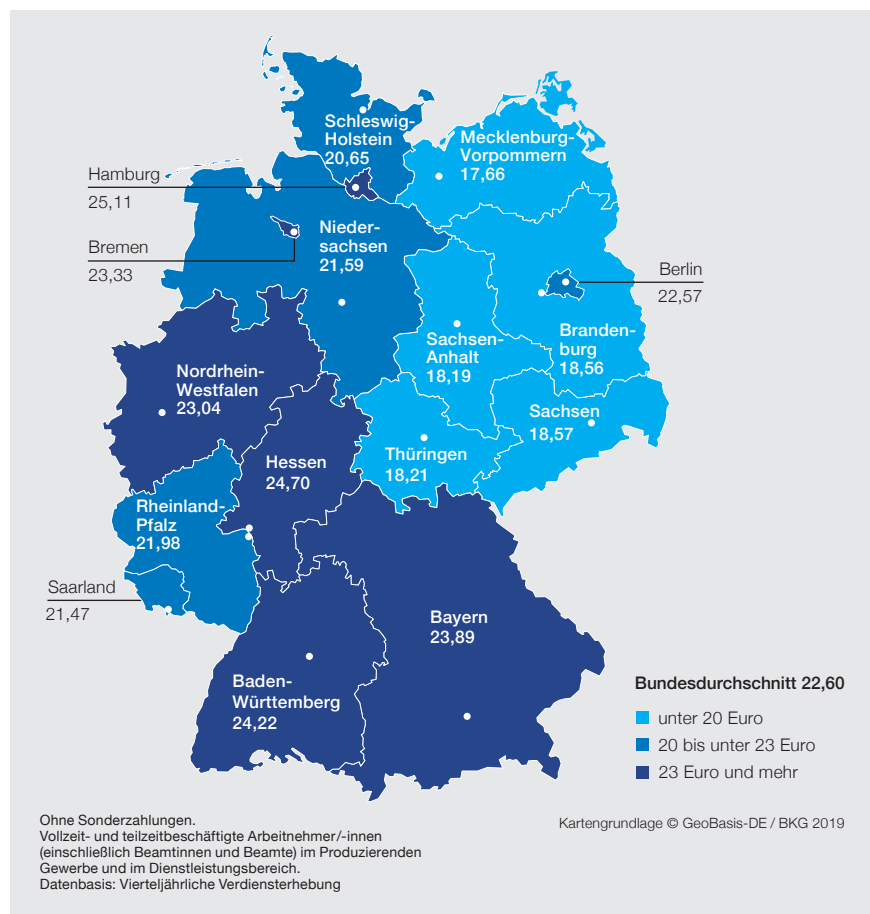 Schleswig-
Holstein
20,65
Mecklenburg-
Vorpommern
17,66
Hamburg
25,11
Bremen
23,33
Nieder-
sachsen
21,59
Berlin
22,57
Sachsen-
Anhalt
18,19
Branden-
burg
18,56
Nordrhein-
Westfalen
23,04
Sachsen
18,57
Thüringen
18,21
Hessen
24,70
Rheinland-
Pfalz
21,98
Saarland
21,47
Bayern
23,89
Baden-
Württemberg
24,22
Bundesdurchschnitt 22,60
unter 20 Euro
20 bis unter 23 Euro
23 Euro und mehr
Ohne Sonderzahlungen.
Vollzeit- und teilzeitbeschäftigte Arbeitnehmer/-innen
(einschließlich Beamtinnen und Beamte) im Produzierenden
Gewerbe und im Dienstleistungsbereich.
Datenbasis: Vierteljährliche Verdiensterhebung
Kartengrundlage © GeoBasis-DE / BKG 2019